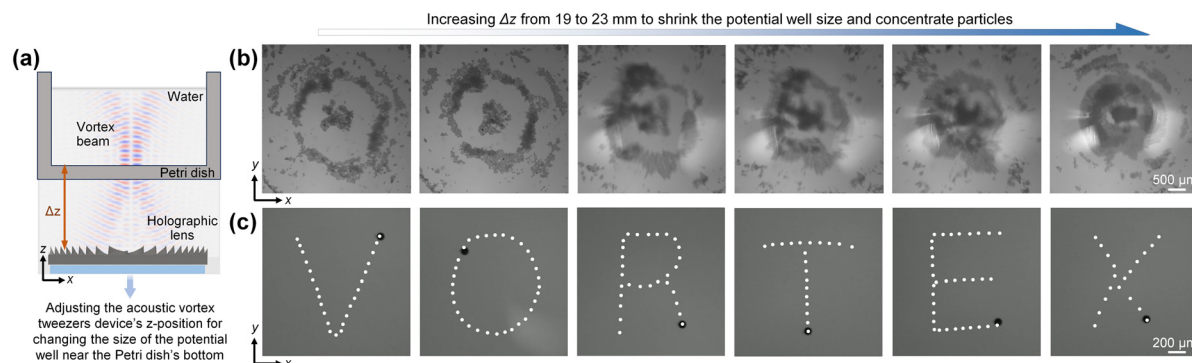 Increasing Δz from 19 to 23 mm to shrink the potential well size and concentrate particles
(a)
Water
Vortex
beam
Petri dish
Δz
Holographic
lens
z
x
Adjusting the acoustic vortex
tweezers device's z-position for
changing the size of the potential
well near the Petri dish's bottom
(b)
y
x
500 μm
(c)
V O R T E X
y
x
200 μm